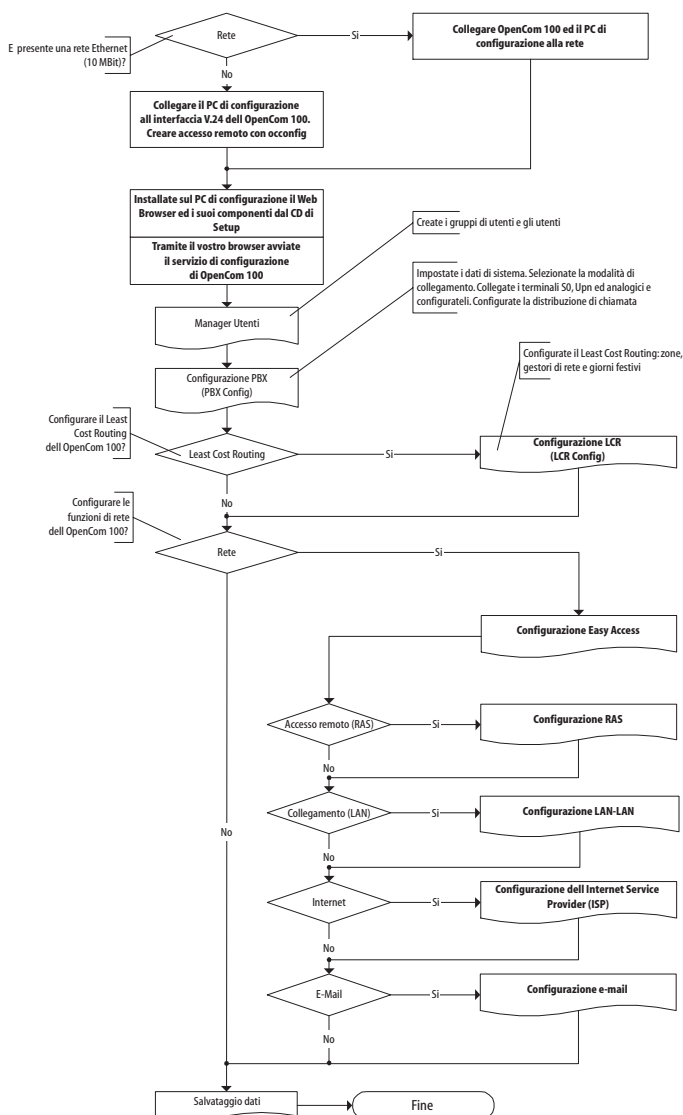 E presente una rete Ethernet
(10 MBit)?
Rete
Si
Collegare OpenCom 100 ed il PC di
configurazione alla rete
No
Collegare il PC di configurazione
all interfaccia V.24 dell OpenCom 100.
Creare accesso remoto con occonfig
Installate sul PC di configurazione il Web
Browser ed i suoi componenti dal CD di
Setup
Tramite il vostro browser avviate
il servizio di configurazione
di OpenCom 100
Create i gruppi di utenti e gli utenti
Manager Utenti
Impostate i dati di sistema. Selezionate la modalità di
collegamento. Collegate i terminali S0, Upn ed analogici e
configurateli. Configurate la distribuzione di chiamata
Configurazione PBX
(PBX Config)
Configurate il Least Cost Routing: zone,
gestori di rete e giorni festivi
Configurare il Least
Cost Routing
dell OpenCom 100?
Least Cost Routing
Si
Configurazione LCR
(LCR Config)
No
Configurare le
funzioni di rete
dell OpenCom 100?
Rete
Si
Configurazione Easy Access
Accesso remoto (RAS)
Si
Configurazione RAS
No
Collegamento (LAN)
Si
Configurazione LAN-LAN
No
No
Internet
Si
Configurazione dell Internet Service
Provider (ISP)
No
E-Mail
Si
Configurazione e-mail
No
Salvataggio dati
Fine